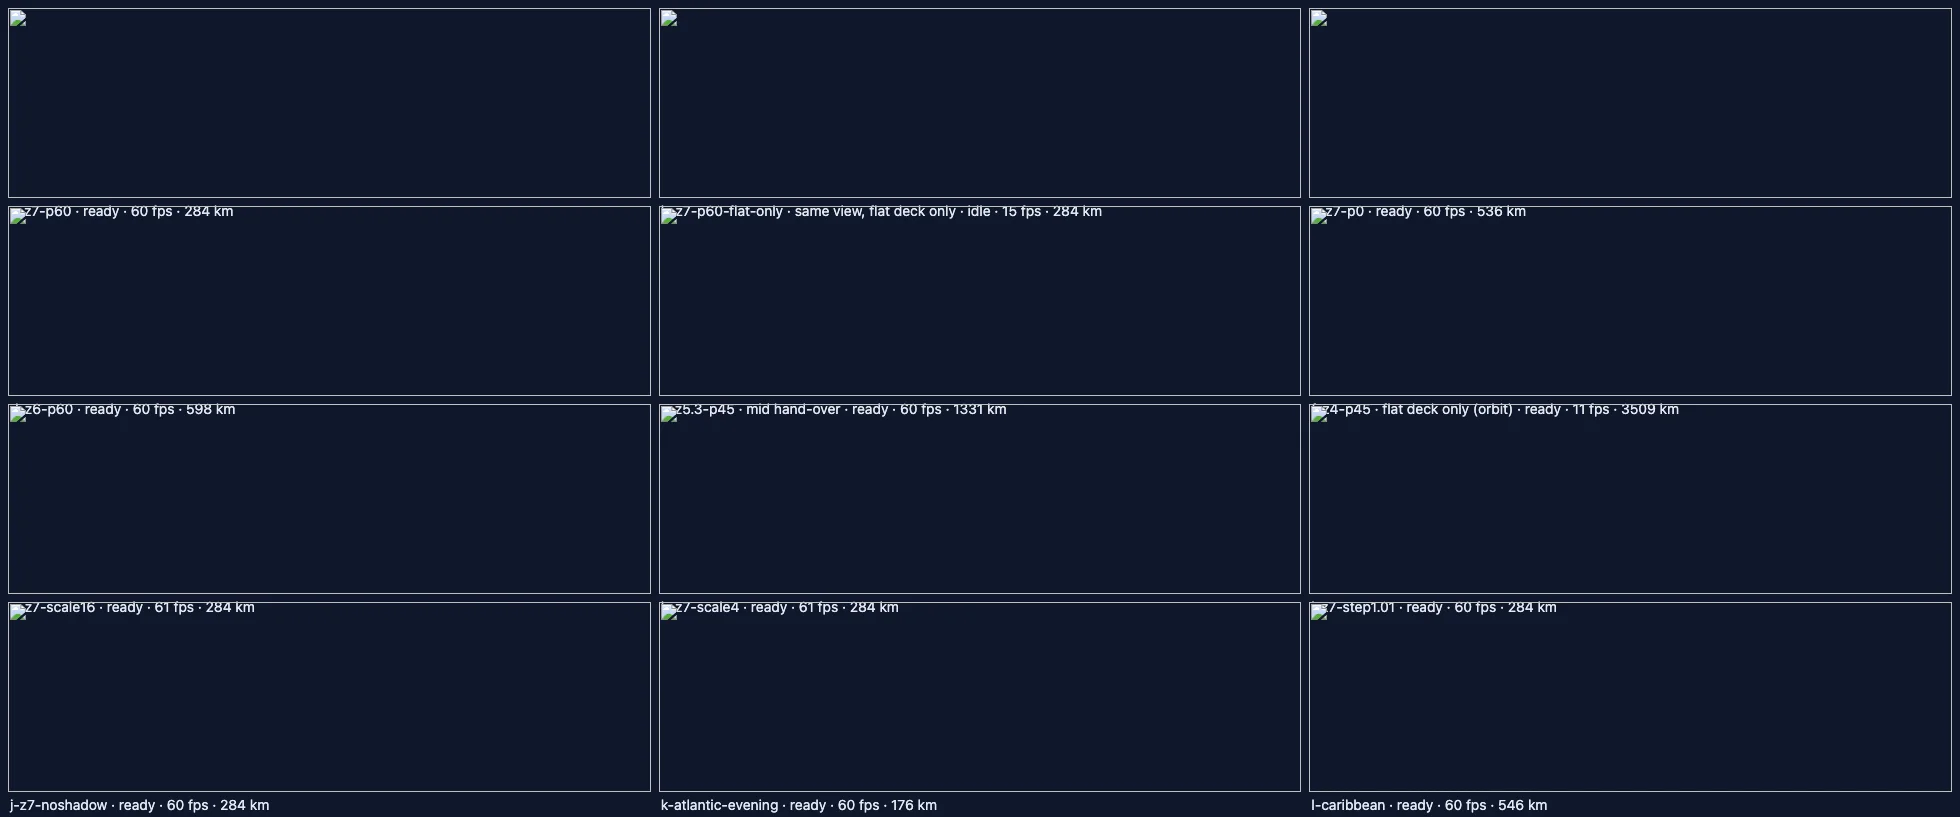 z7-p60 · ready · 60 fps · 284 km
z7-p60-flat-only · same view, flat deck only · idle · 15 fps · 284 km
z7-p0 · ready · 60 fps · 536 km
z6-p60 · ready · 60 fps · 598 km
z5.3-p45 · mid hand-over · ready · 60 fps · 1331 km
z4-p45 · flat deck only (orbit) · ready · 11 fps · 3509 km
z7-scale16 · ready · 61 fps · 284 km
z7-scale4 · ready · 61 fps · 284 km
z7-step1.01 · ready · 60 fps · 284 km
j-z7-noshadow · ready · 60 fps · 284 km
k-atlantic-evening · ready · 60 fps · 176 km
l-caribbean · ready · 60 fps · 546 km